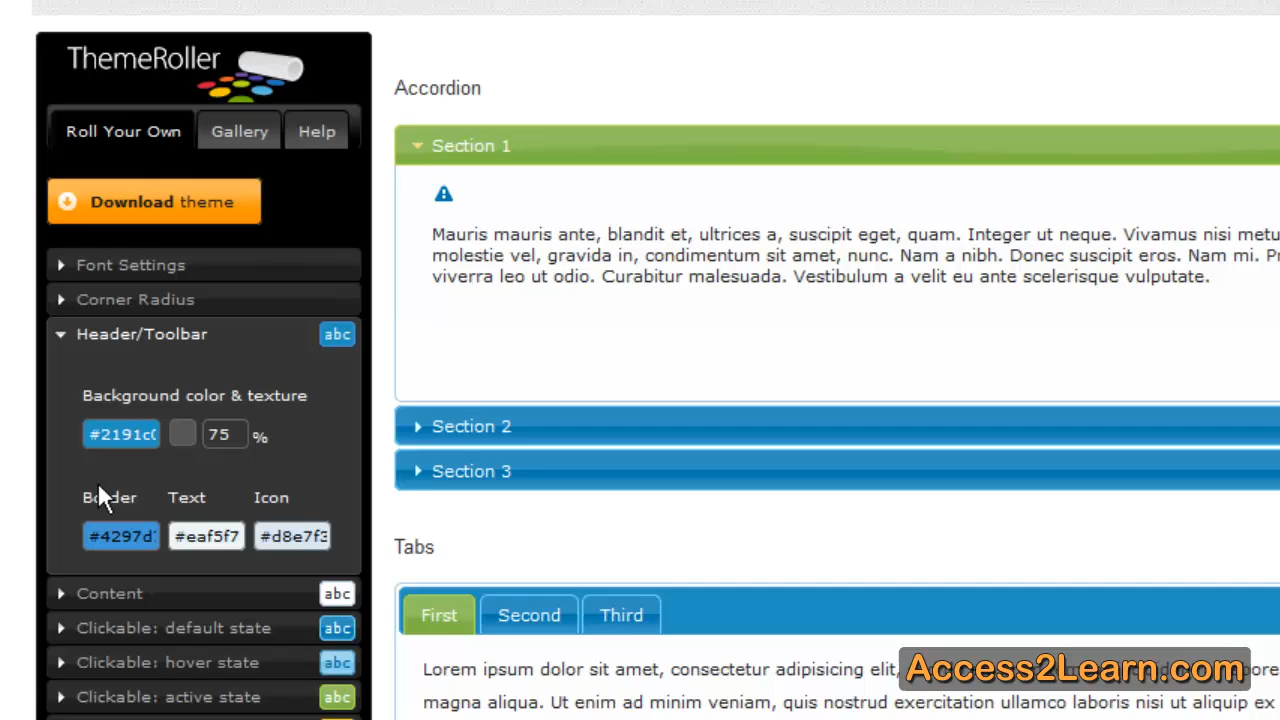 ThemeRoller
Roll Your Own
Gallery
Help
Download theme
Font Settings
Corner Radius
Header/Toolbar
abc
Background color & texture
#2191c0
75
%
Border
Text
Icon
#4297d
#eaf5f7
#d8e7f3
Content
abc
Clickable: default state
abc
Clickable: hover state
abc
Clickable: active state
abc
Accordion
Section 1
Mauris mauris ante, blandit et, ultrices a, suscipit eget, quam. Integer ut neque. Vivamus nisi metu
molestie vel, gravida in, condimentum sit amet, nunc. Nam a nibh. Donec suscipit eros. Nam mi. Pr
viverra leo ut odio. Curabitur malesuada. Vestibulum a velit eu ante scelerisque vulputate.
Section 2
Section 3
Tabs
First
Second
Third
Lorem ipsum dolor sit amet, consectetur adipisicing elit,
magna aliqua. Ut enim ad minim veniam, quis nostrud exercitation ullamco laboris nisi ut aliquip ex
Access2Learn.com